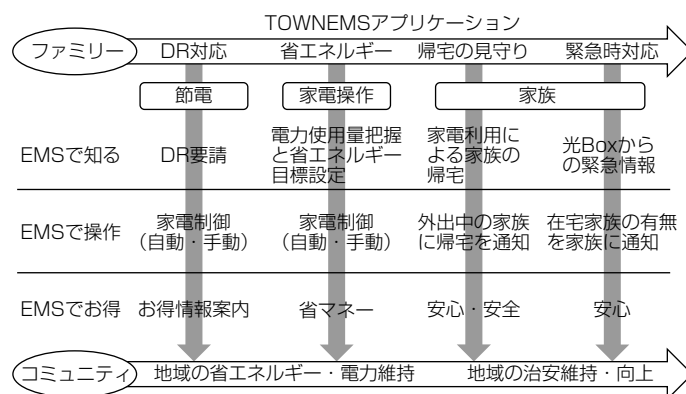 TOWNEMSアプリケーション
ファミリー DR対応 省エネルギー 帰宅の見守り 緊急時対応
節電 家電操作 家族
EMSで知る DR要請 電力使用量把握と省エネルギー目標設定 家電利用による家族の帰宅 光Boxからの緊急情報
EMSで操作 家電制御（自動・手動） 家電制御（自動・手動） 外出中の家族に帰宅を通知 在宅家族の有無を家族に通知
EMSでお得 お得情報案内 省マネー 安心・安全 安心
コミュニティ 地域の省エネルギー・電力維持 地域の治安維持・向上